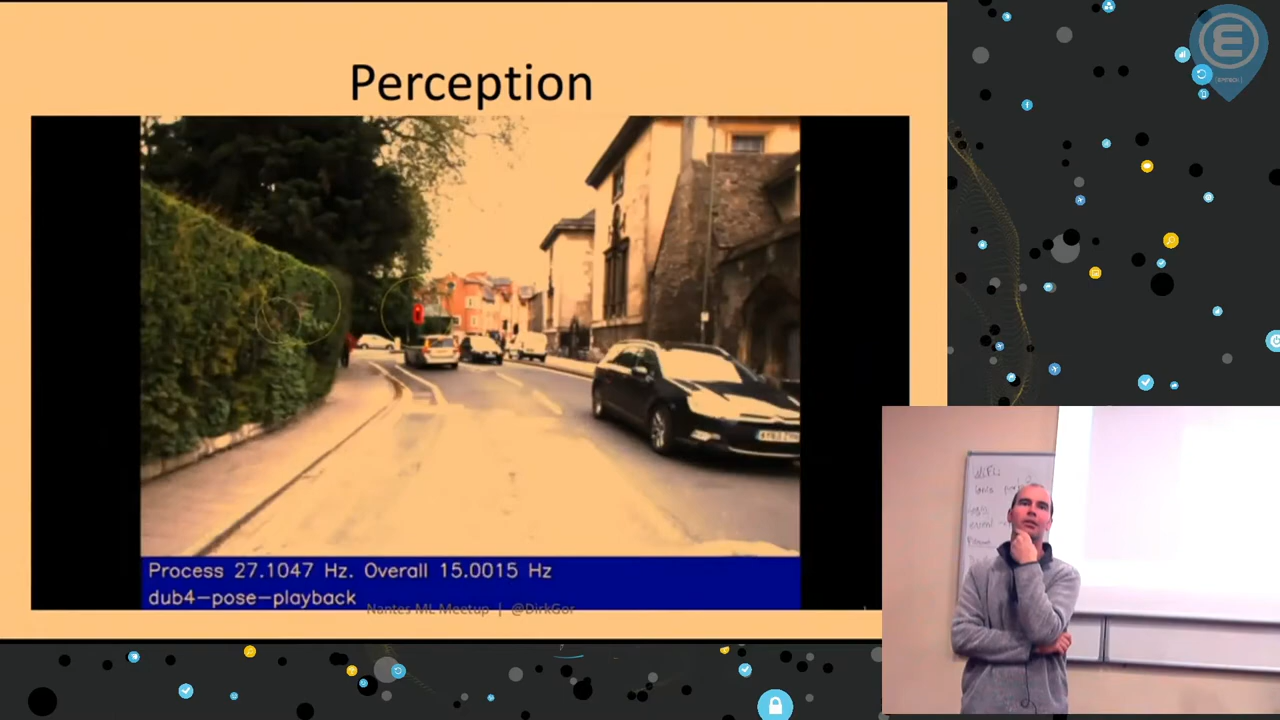 Perception
Process 27.1047 Hz. Overall 15.0015 Hz
dub4-pose-playback
Nantes ML Meetup | @DirkGor